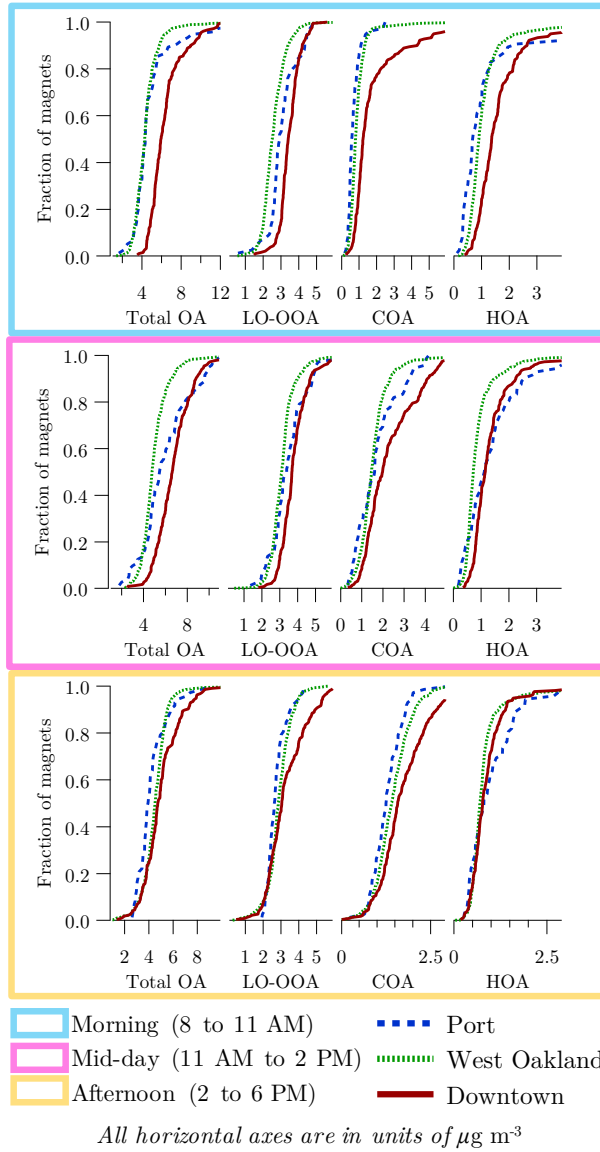 Fraction of magnets
1.0
0.8
0.6
0.4
0.2
0.0
4 8 12 1 2 3 4 5 0 1 2 3 4 0 1 2 3
Total OA LO-OOA COA HOA
Fraction of magnets
1.0
0.8
0.6
0.4
0.2
0.0
4 8 1 2 3 4 5 0 1 2 3 4 0 1 2 3
Total OA LO-OOA COA HOA
Fraction of magnets
1.0
0.8
0.6
0.4
0.2
0.0
2 4 6 8 1 2 3 4 5 0 2.5 0 2.5
Total OA LO-OOA COA HOA
Morning (8 to 11 AM) Port
Mid-day (11 AM to 2 PM) West Oakland
Afternoon (2 to 6 PM) Downtown
All horizontal axes are in units of μg m⁻³